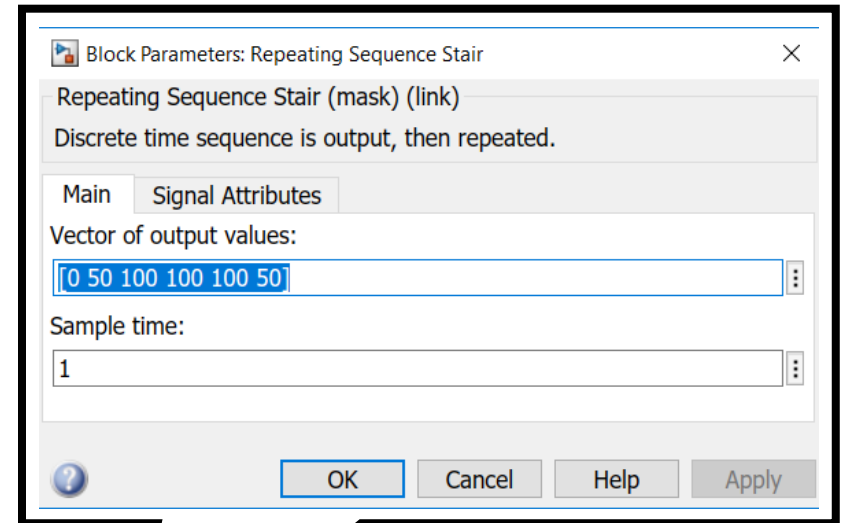 Block Parameters: Repeating Sequence Stair
Repeating Sequence Stair (mask) (link)
Discrete time sequence is output, then repeated.
Main Signal Attributes
Vector of output values:
[0 50 100 100 100 50]
Sample time:
1
OK Cancel Help Apply